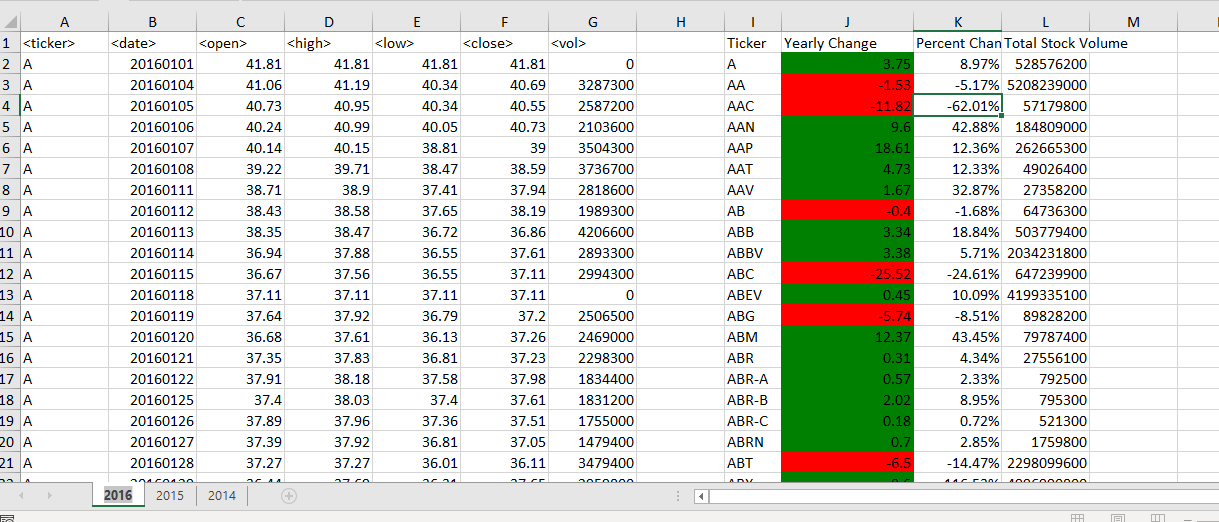 A B C D E F G H I J K L M
1 <ticker> <date> <open> <high> <low> <close> <vol> Ticker Yearly Change Percent Chan Total Stock Volume
2 A 20160101 41.81 41.81 41.81 41.81 0 A 3.75 8.97% 528576200
3 A 20160104 41.06 41.19 40.34 40.69 3287300 AA -1.53 -5.17% 5208239000
4 A 20160105 40.73 40.95 40.34 40.55 2587200 AAC -11.82 -62.01% 57179800
5 A 20160106 40.24 40.99 40.05 40.73 2103600 AAN 9.6 42.88% 184809000
6 A 20160107 40.14 40.15 38.81 39 3504300 AAP 18.61 12.36% 262665300
7 A 20160108 39.22 39.71 38.47 38.59 3736700 AAT 4.73 12.33% 49026400
8 A 20160111 38.71 38.9 37.41 37.94 2818600 AAV 1.67 32.87% 27358200
9 A 20160112 38.43 38.58 37.65 38.19 1989300 AB -0.4 -1.68% 64736300
10 A 20160113 38.35 38.47 36.72 36.86 4206600 ABB 3.34 18.84% 503779400
11 A 20160114 36.94 37.88 36.55 37.61 2893300 ABBV 3.38 5.71% 2034231800
12 A 20160115 36.67 37.56 36.55 37.11 2994300 ABC -25.52 -24.61% 647239900
13 A 20160118 37.11 37.11 37.11 37.11 0 ABEV 0.45 10.09% 4199335100
14 A 20160119 37.64 37.92 36.79 37.2 2506500 ABG -5.74 -8.51% 89828200
15 A 20160120 36.68 37.61 36.13 37.26 2469000 ABM 12.37 43.45% 79787400
16 A 20160121 37.35 37.83 36.81 37.23 2298300 ABR 0.31 4.34% 27556100
17 A 20160122 37.91 38.18 37.58 37.98 1834400 ABR-A 0.57 2.33% 792500
18 A 20160125 37.4 38.03 37.4 37.61 1831200 ABR-B 2.02 8.95% 795300
19 A 20160126 37.89 37.96 37.36 37.51 1755000 ABR-C 0.18 0.72% 521300
20 A 20160127 37.39 37.92 36.81 37.05 1479400 ABRN 0.7 2.85% 1759800
21 A 20160128 37.27 37.27 36.01 36.11 3479400 ABT -6.5 -14.47% 2298099600
2016 2015 2014